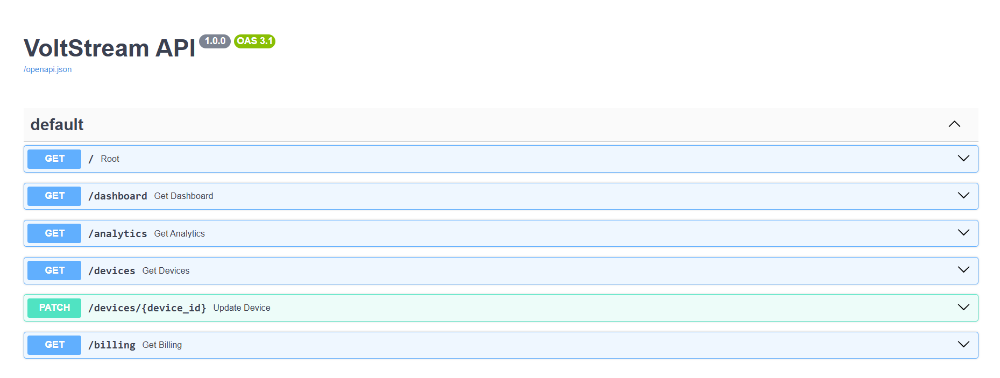 VoltStream API 1.0.0 OAS 3.1
/openapi.json
default
GET / Root
GET /dashboard Get Dashboard
GET /analytics Get Analytics
GET /devices Get Devices
PATCH /devices/{device_id} Update Device
GET /billing Get Billing